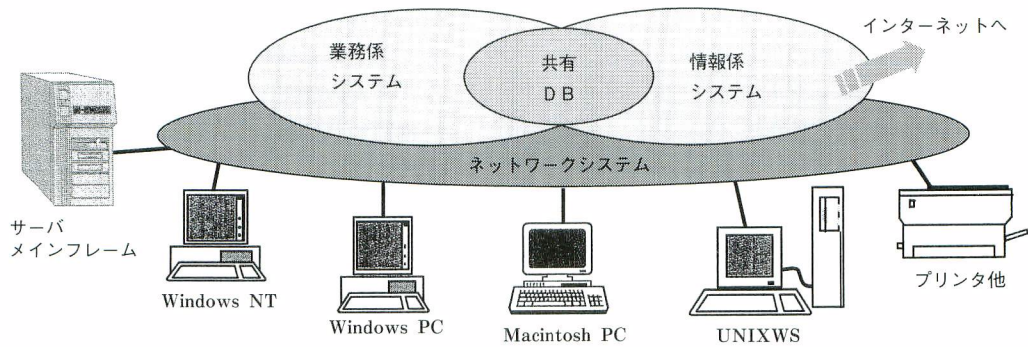 インターネットへ
業務係
システム
共有
DB
情報係
システム
ネットワークシステム
サーバ
メインフレーム
Windows NT
Windows PC
Macintosh PC
UNIXWS
プリンタ他